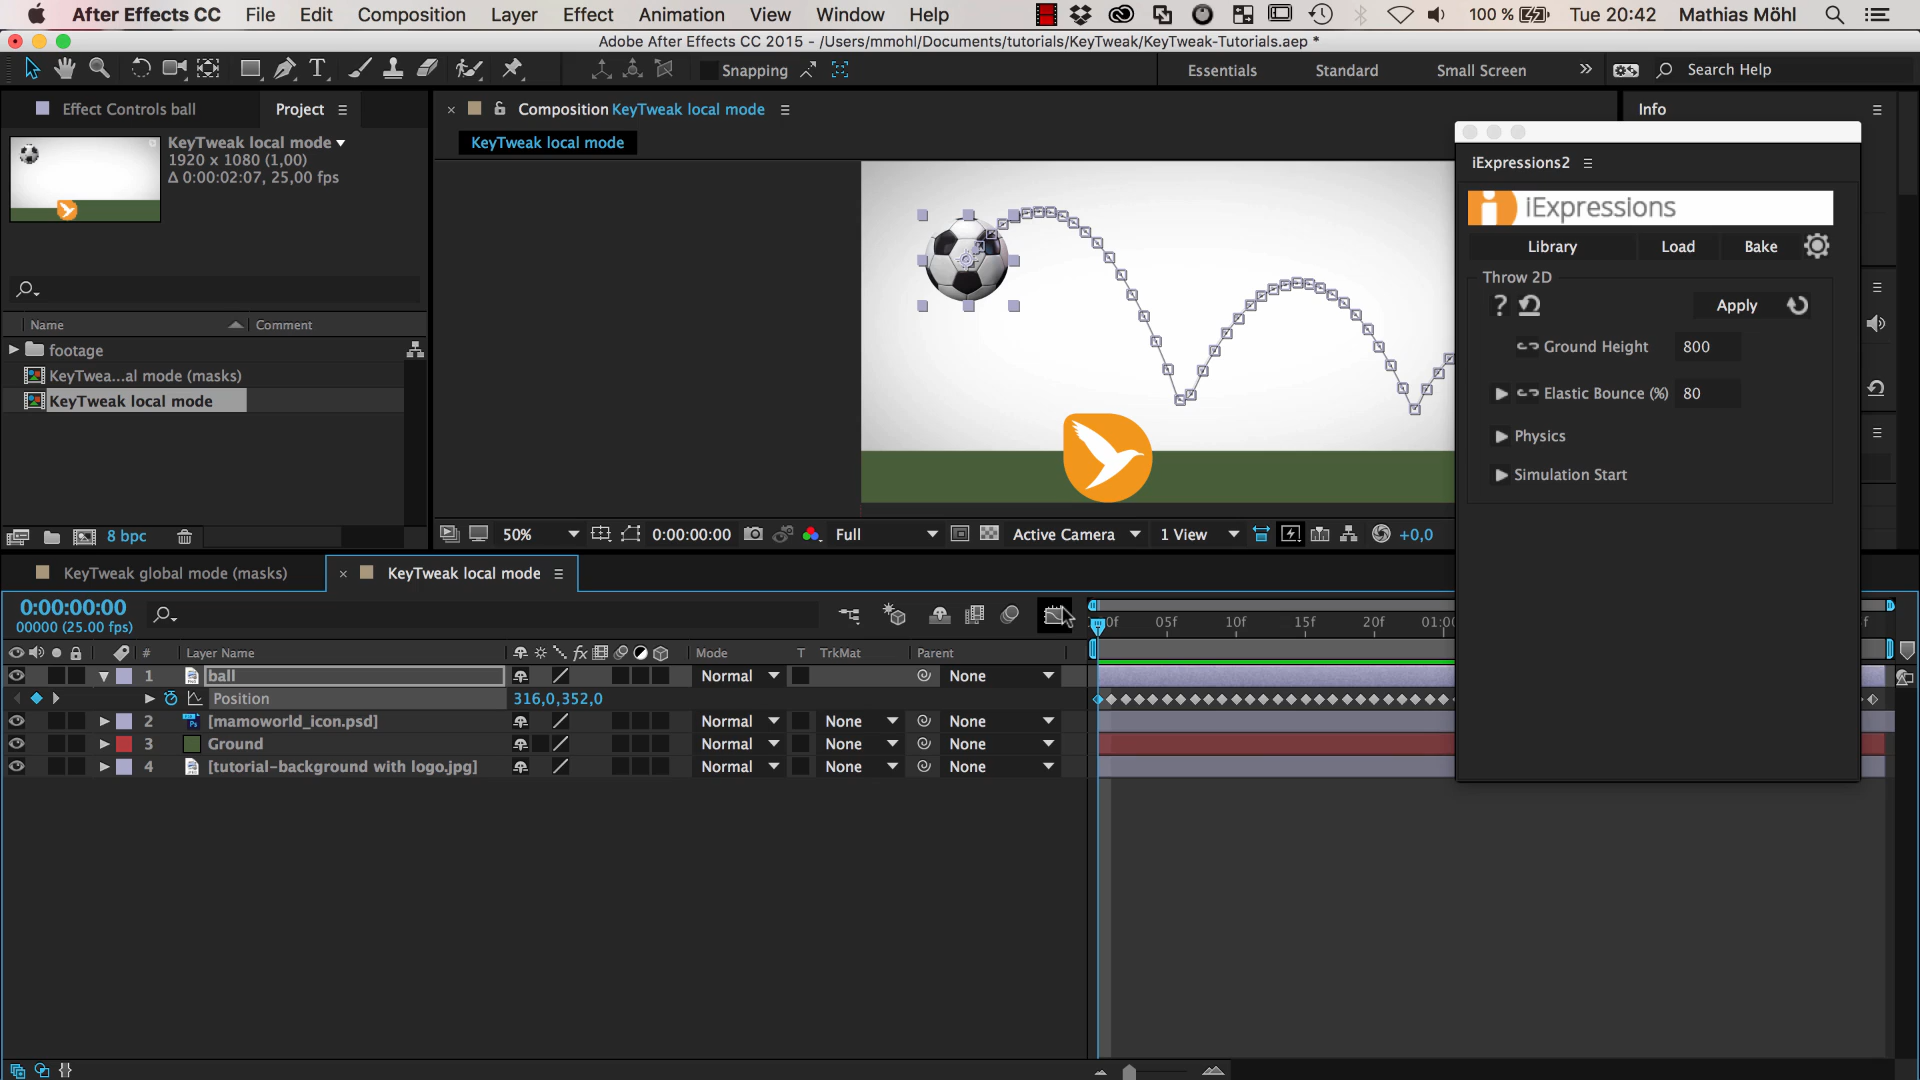 After Effects CC File Edit Composition Layer Effect Animation View Window Help 100 % Tue 20:42 Mathias Möhl
Adobe After Effects CC 2015 - /Users/mmohl/Documents/tutorials/KeyTweak/KeyTweak-Tutorials.aep *
Snapping Essentials Standard Small Screen Search Help
Effect Controls ball Project Composition KeyTweak local mode Info
KeyTweak local mode
1920 x 1080 (1,00)
Δ 0:00:02:07, 25,00 fps
KeyTweak local mode
iExpressions2
iExpressions
Library Load Bake
Throw 2D
? Apply
Ground Height 800
Elastic Bounce (%) 80
Physics
Simulation Start
Name Comment
footage
KeyTwea...al mode (masks)
KeyTweak local mode
8 bpc
50% 0:00:00:00 Full Active Camera 1 View +0,0
KeyTweak global mode (masks) KeyTweak local mode
0:00:00:00
00000 (25.00 fps)
05f 10f 15f 20f 01:00 f
# Layer Name Mode T TrkMat Parent
1 ball Normal None
Position 316,0,352,0
2 [mamoworld_icon.psd] Normal None None
3 Ground Normal None None
4 [tutorial-background with logo.jpg] Normal None None